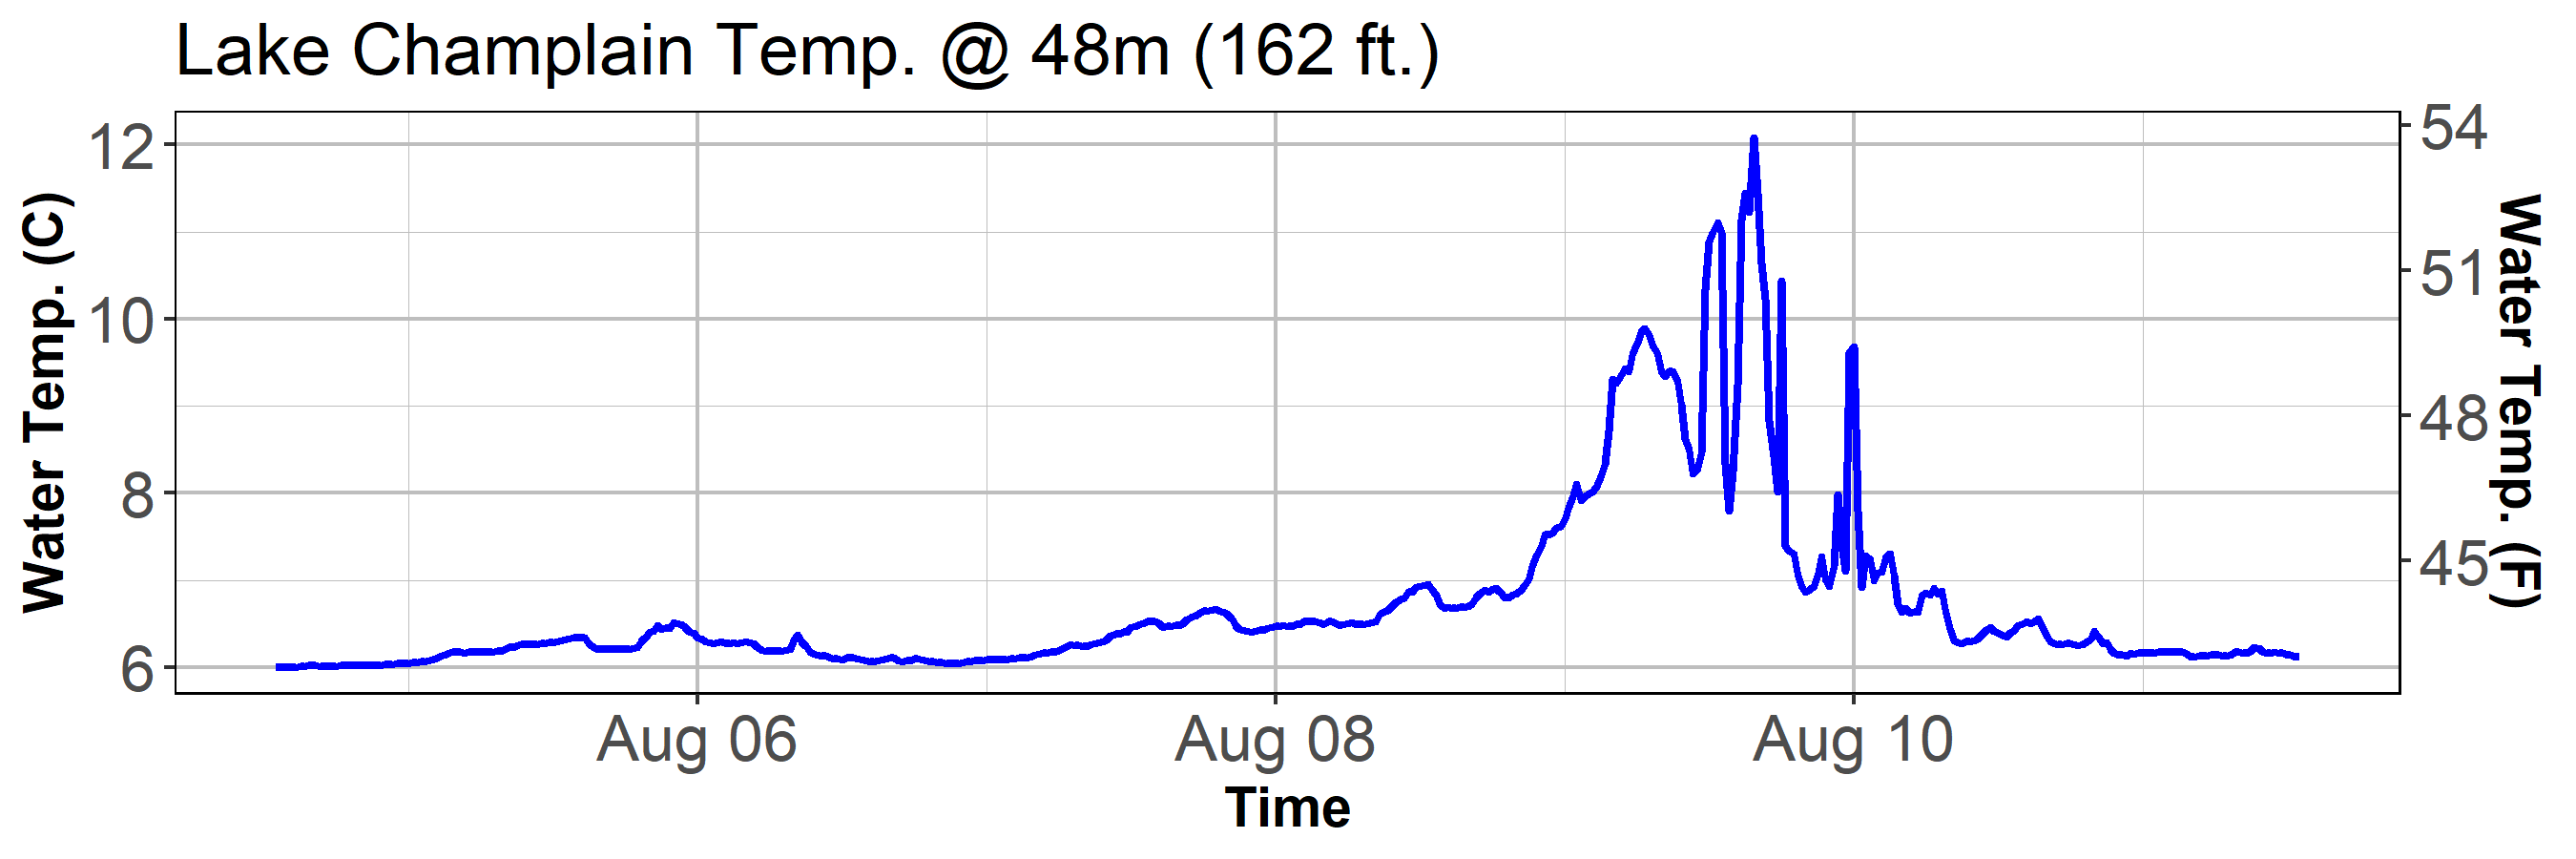 Lake Champlain Temp. @ 48m (162 ft.)
Water Temp. (C)
12
10
8
6
54
51
48
45
Water Temp. (F)
Aug 06
Aug 08
Aug 10
Time